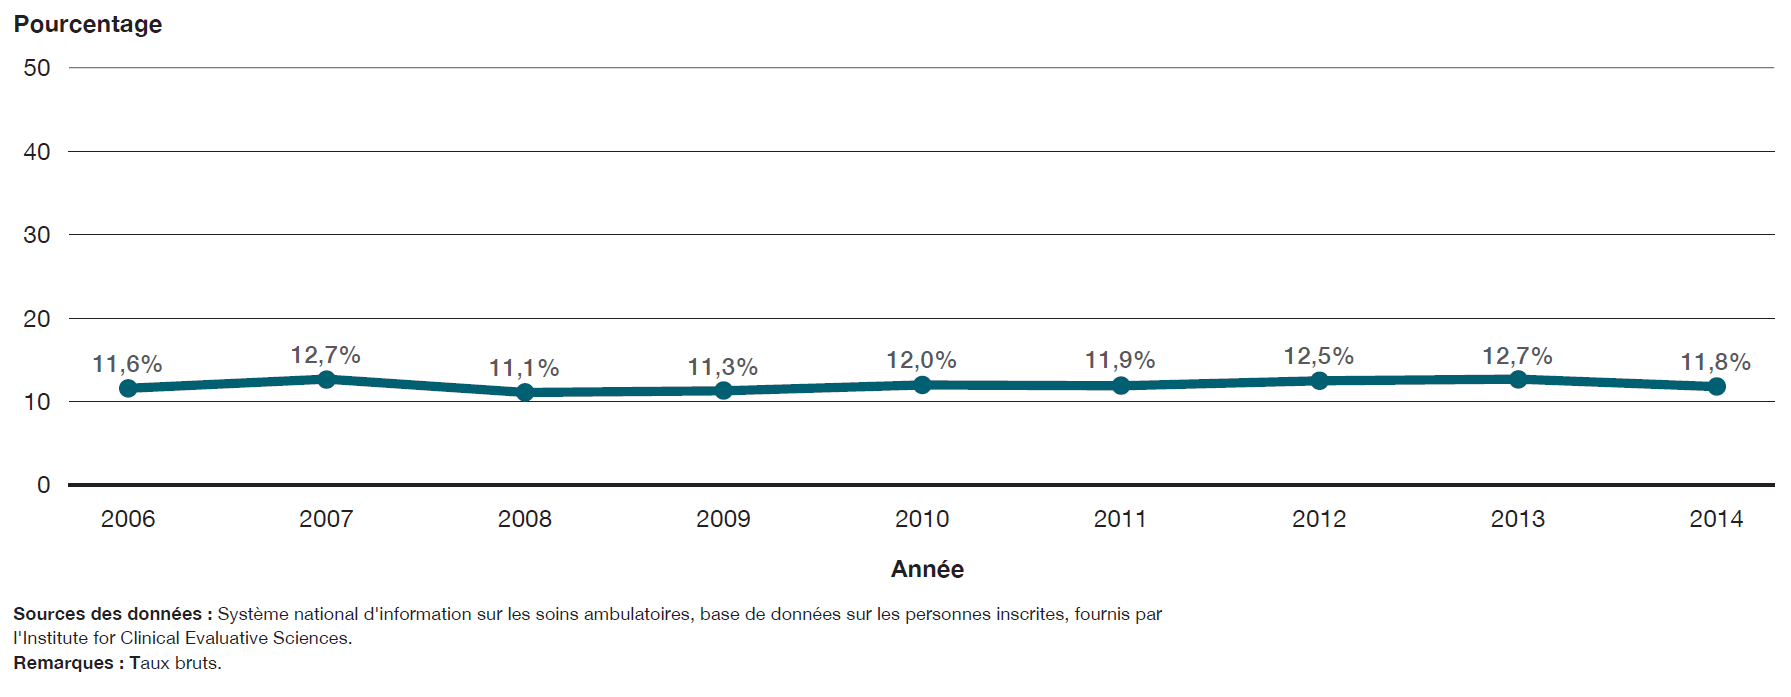 Pourcentage
50
40
30
20
11,6% 12,7% 11,1% 11,3% 12,0% 11,9% 12,5% 12,7% 11,8%
10
0
2006 2007 2008 2009 2010 2011 2012 2013 2014
Année
Sources des données : Système national d'information sur les soins ambulatoires, base de données sur les personnes inscrites, fournis par
l'Institute for Clinical Evaluative Sciences.
Remarques : Taux bruts.